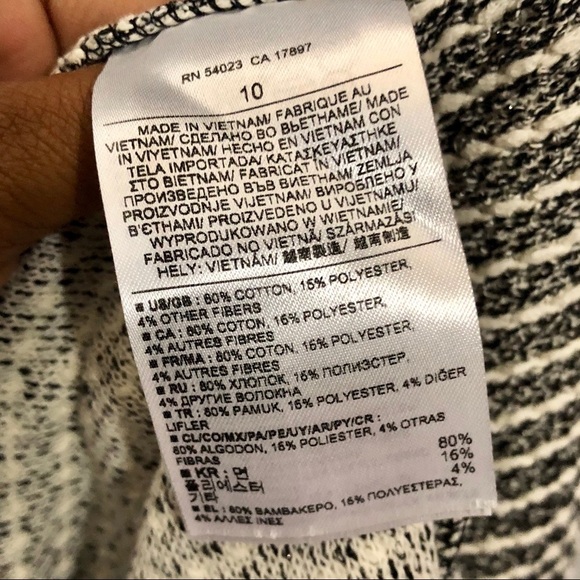 RN 54023 CA 17897
10
MADE IN VIETNAM/ FABRIQUE AU
VIETNAM/ СДЕЛАНО ВО ВЬЕТНАМЕ/ MADE
IN VIYETNAM/ HECHO EN VIETNAM CON
TELA IMPORTADA/ ΚΑΤΑΣΚΕΥΑΣΤΗΚΕ
ΣΤΟ ΒΙΕΤΝΑΜ/ FABRICAT IN VIETNAM/
ПРОИЗВЕДЕНО ВЪВ ВИЕТНАМ/ ZEMLJA
PROIZVODNJE VIJETNAM/ ВИРОБЛЕНО У
В'ЄТНАМІ/ PROIZVEDENO U VIJETNAMU/
WYPRODUKOWANO W WIETNAMIE/
FABRICADO NO VIETNÃ/ SZÁRMAZÁSI
HELY: VIETNÁM/ 越南製造/ 越南制造
■ US/GB : 80% COTTON, 16% POLYESTER,
4% OTHER FIBERS
■ CA : 80% COTON, 16% POLYESTER,
4% AUTRES FIBRES
■ FR/MA : 80% COTON, 16% POLYESTER,
4% AUTRES FIBRES
■ RU : 80% ХЛОПОК, 16% ПОЛИЭСТЕР,
4% ДРУГИЕ ВОЛОКНА
■ TR : 80% PAMUK, 16% POLYESTER, 4% DİĞER
LIFLER
■ CL/CO/MX/PA/PE/UY/AR/PY/CR :
80% ALGODON, 16% POLIESTER, 4% OTRAS
FIBRAS
■ KR : 면 80%
폴리에스터 16%
기타 4%
■ EL : 80% ΒΑΜΒΑΚΕΡΟ, 16% ΠΟΛΥΕΣΤΕΡΑΣ,
4% ΑΛΛΕΣ ΙΝΕΣ